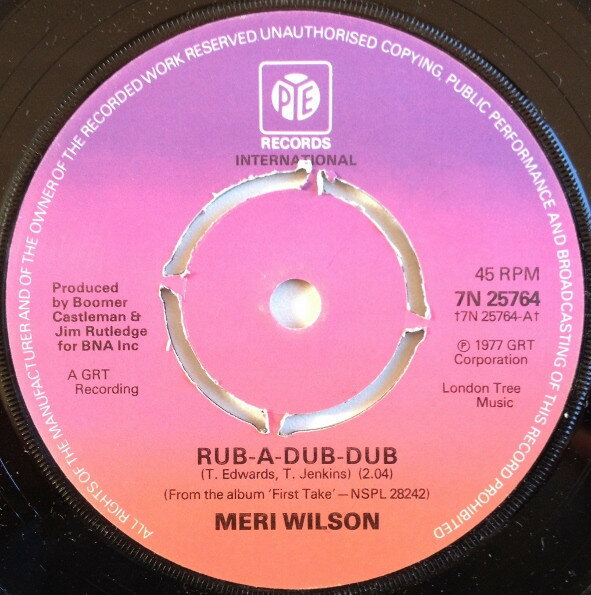 ALL RIGHTS OF THE MANUFACTURER AND OF THE OWNER OF THE RECORDED WORK RESERVED. UNAUTHORISED COPYING, PUBLIC PERFORMANCE AND BROADCASTING OF THIS RECORD PROHIBITED
PYE
RECORDS
INTERNATIONAL
Produced
by Boomer
Castleman &
Jim Rutledge
for BNA Inc
A GRT
Recording
45 RPM
7N 25764
†7N 25764-A†
Ⓟ 1977 GRT
Corporation
London Tree
Music
RUB-A-DUB-DUB
(T. Edwards, T. Jenkins) (2.04)
(From the album 'First Take'—NSPL 28242)
MERI WILSON